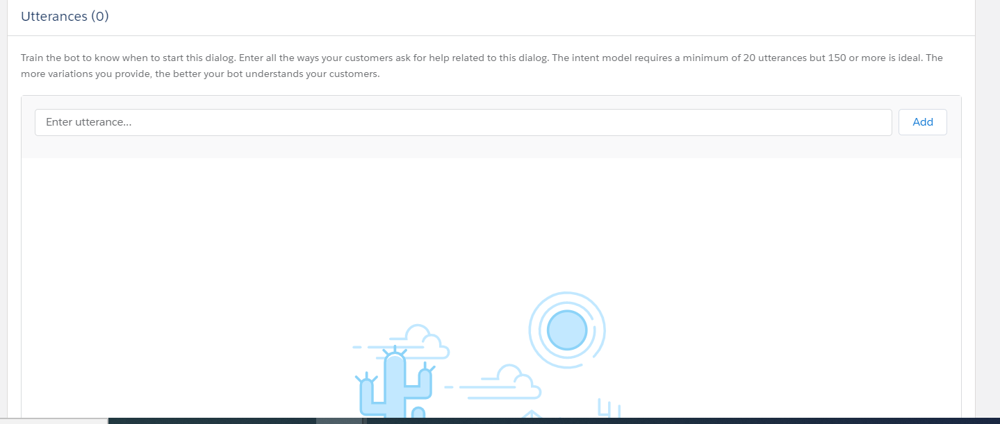 Utterances (0)
Train the bot to know when to start this dialog. Enter all the ways your customers ask for help related to this dialog. The intent model requires a minimum of 20 utterances but 150 or more is ideal. The
more variations you provide, the better your bot understands your customers.
Enter utterance...
Add